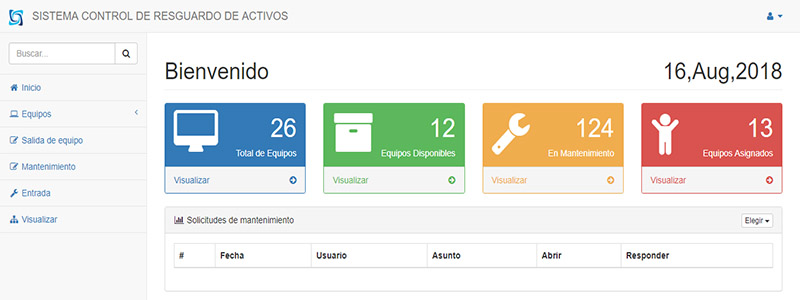 SISTEMA CONTROL DE RESGUARDO DE ACTIVOS
Buscar...
Inicio
Equipos
Salida de equipo
Mantenimiento
Entrada
Visualizar
Bienvenido
16,Aug,2018
26
Total de Equipos
Visualizar
12
Equipos Disponibles
Visualizar
124
En Mantenimiento
Visualizar
13
Equipos Asignados
Visualizar
Solicitudes de mantenimiento
Elegir
# Fecha Usuario Asunto Abrir Responder